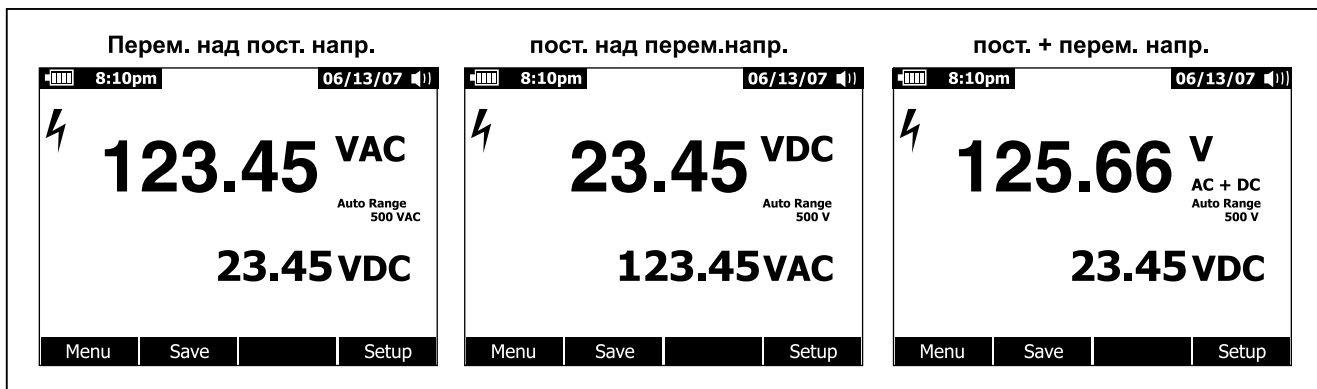 Перем. над пост. напр.
8:10pm 06/13/07
123.45 VAC
Auto Range
500 VAC
23.45 VDC
Menu Save Setup
пост. над перем.напр.
8:10pm 06/13/07
23.45 VDC
Auto Range
500 V
123.45 VAC
Menu Save Setup
пост. + перем. напр.
8:10pm 06/13/07
125.66 V
AC + DC
Auto Range
500 V
23.45 VDC
Menu Save Setup